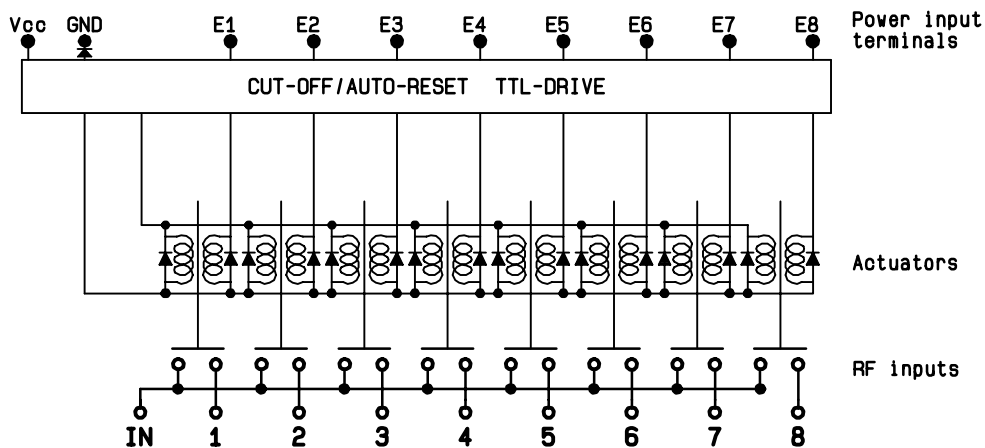 Vcc GND E1 E2 E3 E4 E5 E6 E7 E8 Power input
terminals
CUT-OFF/AUTO-RESET TTL-DRIVE
Actuators
RF inputs
IN 1 2 3 4 5 6 7 8